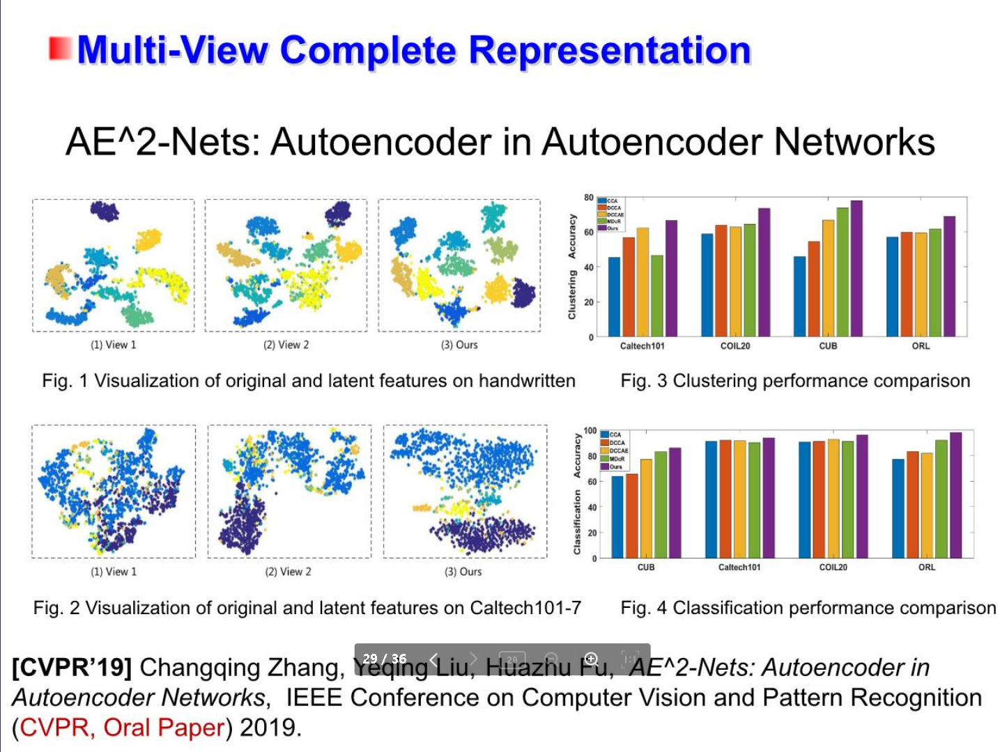 Multi-View Complete Representation
AE^2-Nets: Autoencoder in Autoencoder Networks
(1) View 1
(2) View 2
(3) Ours
Fig. 1 Visualization of original and latent features on handwritten
80
60
40
20
0
Clustering Accuracy
CCA
DCCA
DCCAE
MDcR
Ours
Caltech101
COIL20
CUB
ORL
Fig. 3 Clustering performance comparison
(1) View 1
(2) View 2
(3) Ours
Fig. 2 Visualization of original and latent features on Caltech101-7
100
80
60
40
20
0
Classification Accuracy
CCA
DCCA
DCCAE
MDcR
Ours
CUB
Caltech101
COIL20
ORL
Fig. 4 Classification performance comparison
29 / 36
29
[CVPR’19] Changqing Zhang, Yeqing Liu, Huazhu Fu, AE^2-Nets: Autoencoder in
Autoencoder Networks, IEEE Conference on Computer Vision and Pattern Recognition
(CVPR, Oral Paper) 2019.